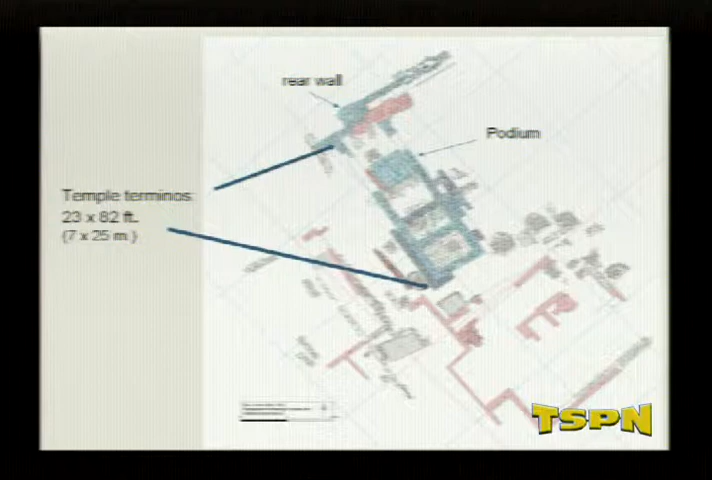 rear wall
Podium
Temple terminos
23 x 82 ft.
(7 x 25 m.)
TSPN